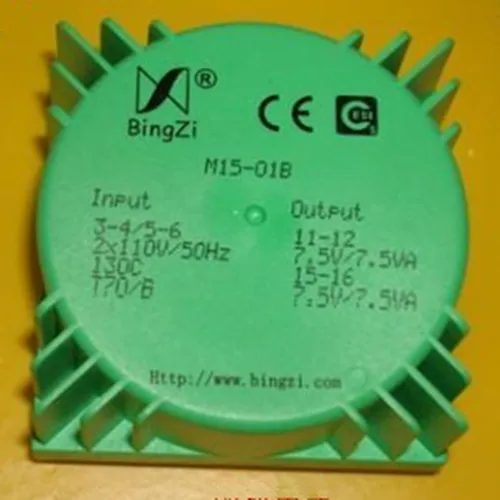 ®
BingZi
CE
M15-01B
Input
3-4/5-6
2x110V/50Hz
130C
T70/B
Output
11-12
7.5V/7.5VA
15-16
7.5V/7.5VA
Http://www.bingzi.com